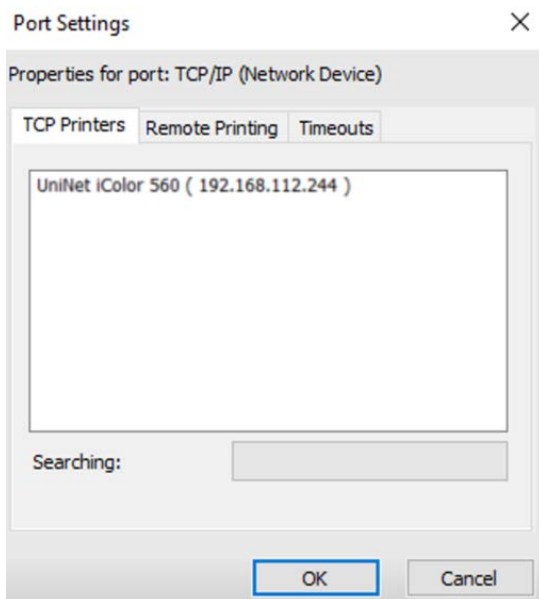 Port Settings
Properties for port: TCP/IP (Network Device)
TCP Printers Remote Printing Timeouts
UniNet iColor 560 ( 192.168.112.244 )
Searching:
OK Cancel